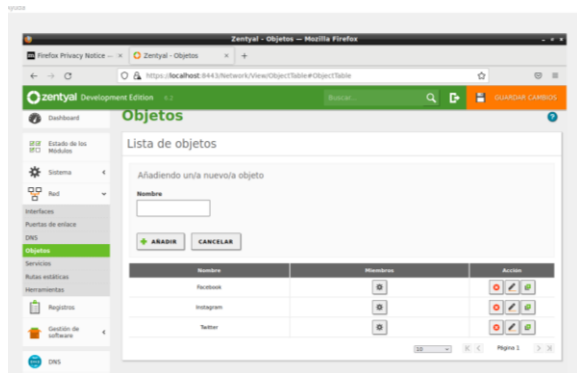 Zentyal - Objetos — Mozilla Firefox
Firefox Privacy Notice — × Zentyal - Objetos × +
https://localhost:8443/Network/View/ObjectTable#ObjectTable
zentyal Development Edition Buscar... GUARDAR CAMBIOS
Dashboard
Objetos
Estado de los
Módulos
Lista de objetos
Sistema
Añadiendo un/a nuevo/a objeto
Red
Nombre
Interfaces
Puertas de enlace
DNS
AÑADIR CANCELAR
Objetos
Servicios
Rutas estáticas
Herramientas
Nombre Miembros Acción
Facebook
Registros
Instagram
Gestión de
software
Twitter
10 Página 1
DNS